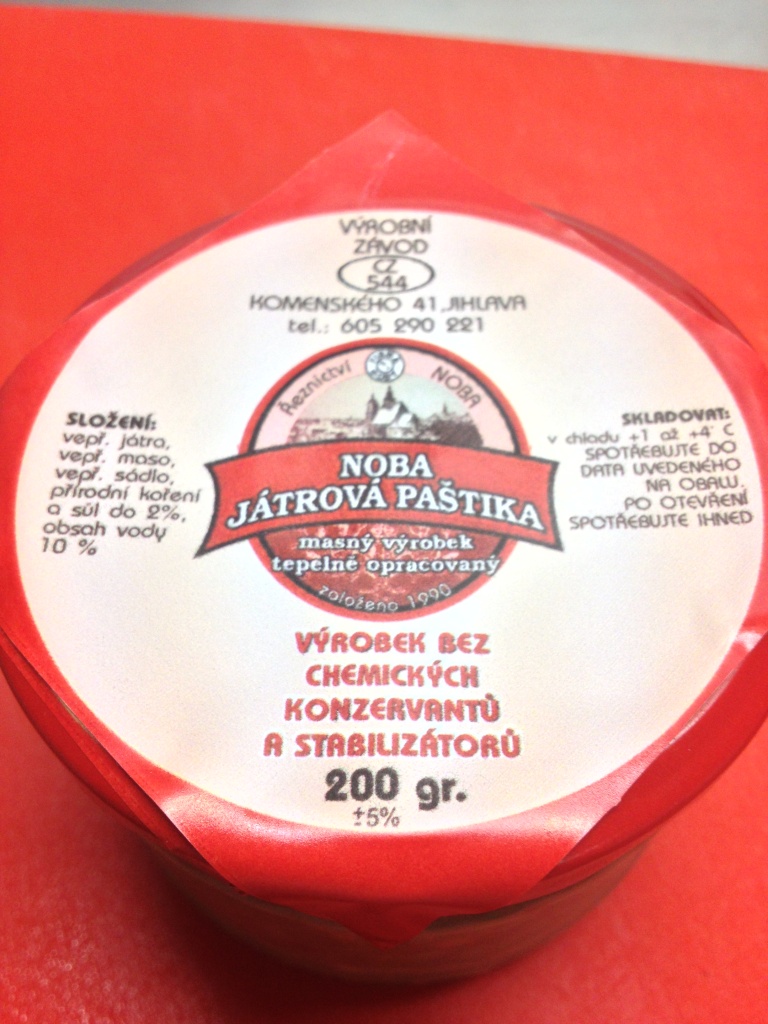 VÝROBNÍ
ZÁVOD
CZ
544
KOMENSKÉHO 41, JIHLAVA
tel.: 605 290 221
Řeznictví NOBA
SLOŽENÍ:
vepř. játra,
vepř. maso,
vepř. sádlo,
přírodní koření
a sůl do 2%,
obsah vody
10 %
NOBA
JÁTROVÁ PAŠTIKA
masný výrobek
tepelně opracovaný
založeno 1990
SKLADOVAT:
v chladu +1 až +4° C
SPOTŘEBUJTE DO
DATA UVEDENÉHO
NA OBALU.
PO OTEVŘENÍ
SPOTŘEBUJTE IHNED
VÝROBEK BEZ
CHEMICKÝCH
KONZERVANTŮ
A STABILIZÁTORŮ
200 gr.
±5%